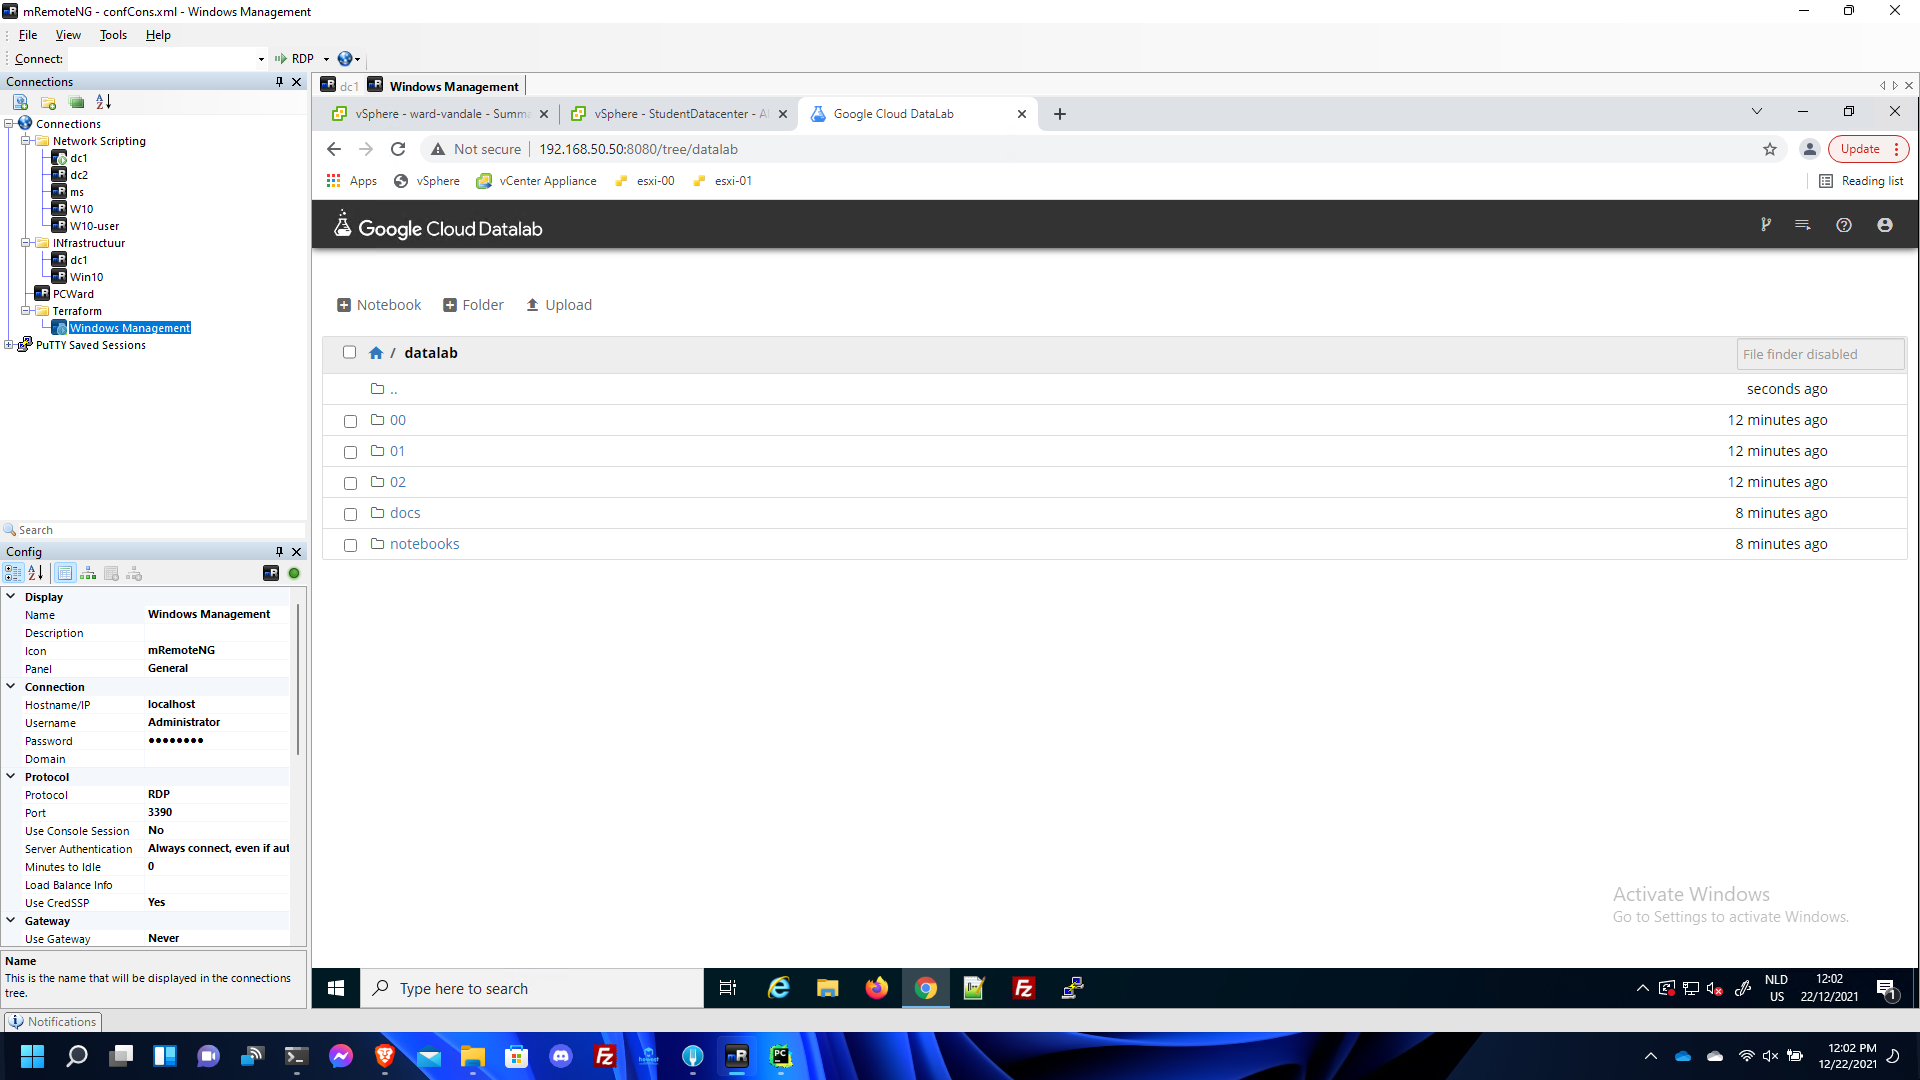 mRemoteNG - confCons.xml - Windows Management
File View Tools Help
Connect: RDP
Connections
Connections
Network Scripting
dc1
dc2
ms
W10
W10-user
INfrastructuur
dc1
Win10
PCWard
Terraform
Windows Management
PuTTY Saved Sessions
Search
Config
Display
Name Windows Management
Description
Icon mRemoteNG
Panel General
Connection
Hostname/IP localhost
Username Administrator
Password ●●●●●●●●
Domain
Protocol
Protocol RDP
Port 3390
Use Console Session No
Server Authentication Always connect, even if aut
Minutes to Idle 0
Load Balance Info
Use CredSSP Yes
Gateway
Use Gateway Never
Name
This is the name that will be displayed in the connections
tree.
Notifications
dc1 Windows Management
vSphere - ward-vandale - Summa vSphere - StudentDatacenter - Al Google Cloud DataLab
Not secure 192.168.50.50:8080/tree/datalab Update
Apps vSphere vCenter Appliance esxi-00 esxi-01 Reading list
Google Cloud Datalab
Notebook Folder Upload
/ datalab File finder disabled
.. seconds ago
00 12 minutes ago
01 12 minutes ago
02 12 minutes ago
docs 8 minutes ago
notebooks 8 minutes ago
Activate Windows
Go to Settings to activate Windows.
Type here to search
NLD
US
12:02
22/12/2021
1
12:02 PM
12/22/2021